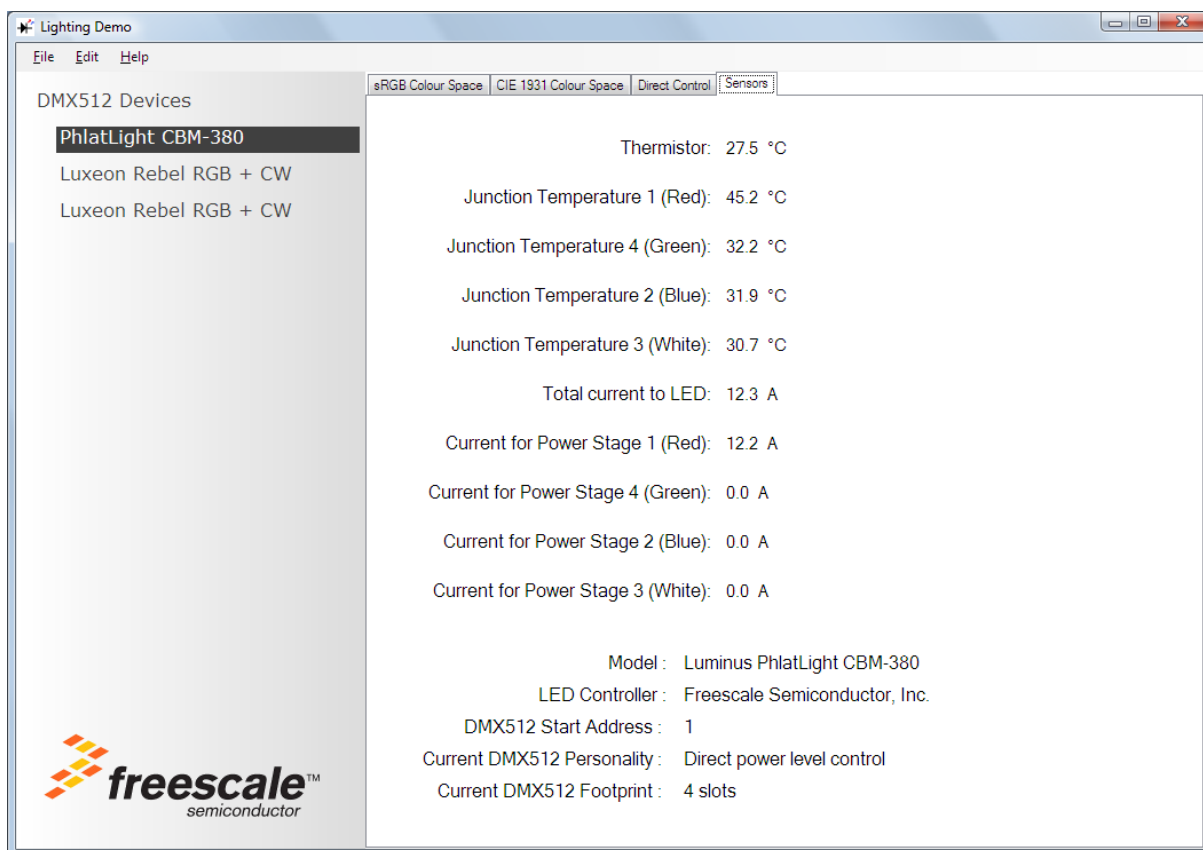 Lighting Demo
File Edit Help
DMX512 Devices
PhlatLight CBM-380
Luxeon Rebel RGB + CW
Luxeon Rebel RGB + CW
freescale™
semiconductor
sRGB Colour Space CIE 1931 Colour Space Direct Control Sensors
Thermistor: 27.5 °C
Junction Temperature 1 (Red): 45.2 °C
Junction Temperature 4 (Green): 32.2 °C
Junction Temperature 2 (Blue): 31.9 °C
Junction Temperature 3 (White): 30.7 °C
Total current to LED: 12.3 A
Current for Power Stage 1 (Red): 12.2 A
Current for Power Stage 4 (Green): 0.0 A
Current for Power Stage 2 (Blue): 0.0 A
Current for Power Stage 3 (White): 0.0 A
Model : Luminus PhlatLight CBM-380
LED Controller : Freescale Semiconductor, Inc.
DMX512 Start Address : 1
Current DMX512 Personality : Direct power level control
Current DMX512 Footprint : 4 slots